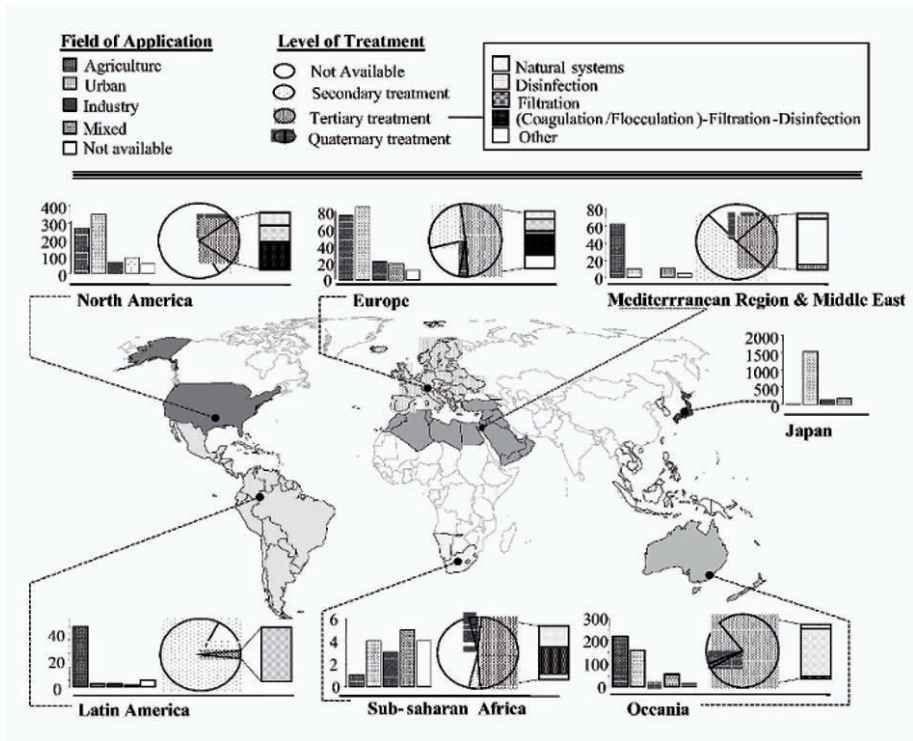 Field of Application
Agriculture
Urban
Industry
Mixed
Not available
Level of Treatment
Not Available
Secondary treatment
Tertiary treatment
Quaternary treatment
Natural systems
Disinfection
Filtration
(Coagulation/Flocculation)-Filtration-Disinfection
Other
400
300
200
100
0
North America
80
60
40
20
0
Europe
80
60
40
20
0
Mediterrranean Region & Middle East
2000
1500
1000
500
0
Japan
40
20
0
Latin America
6
4
2
0
Sub-saharan Africa
300
200
100
0
Occania